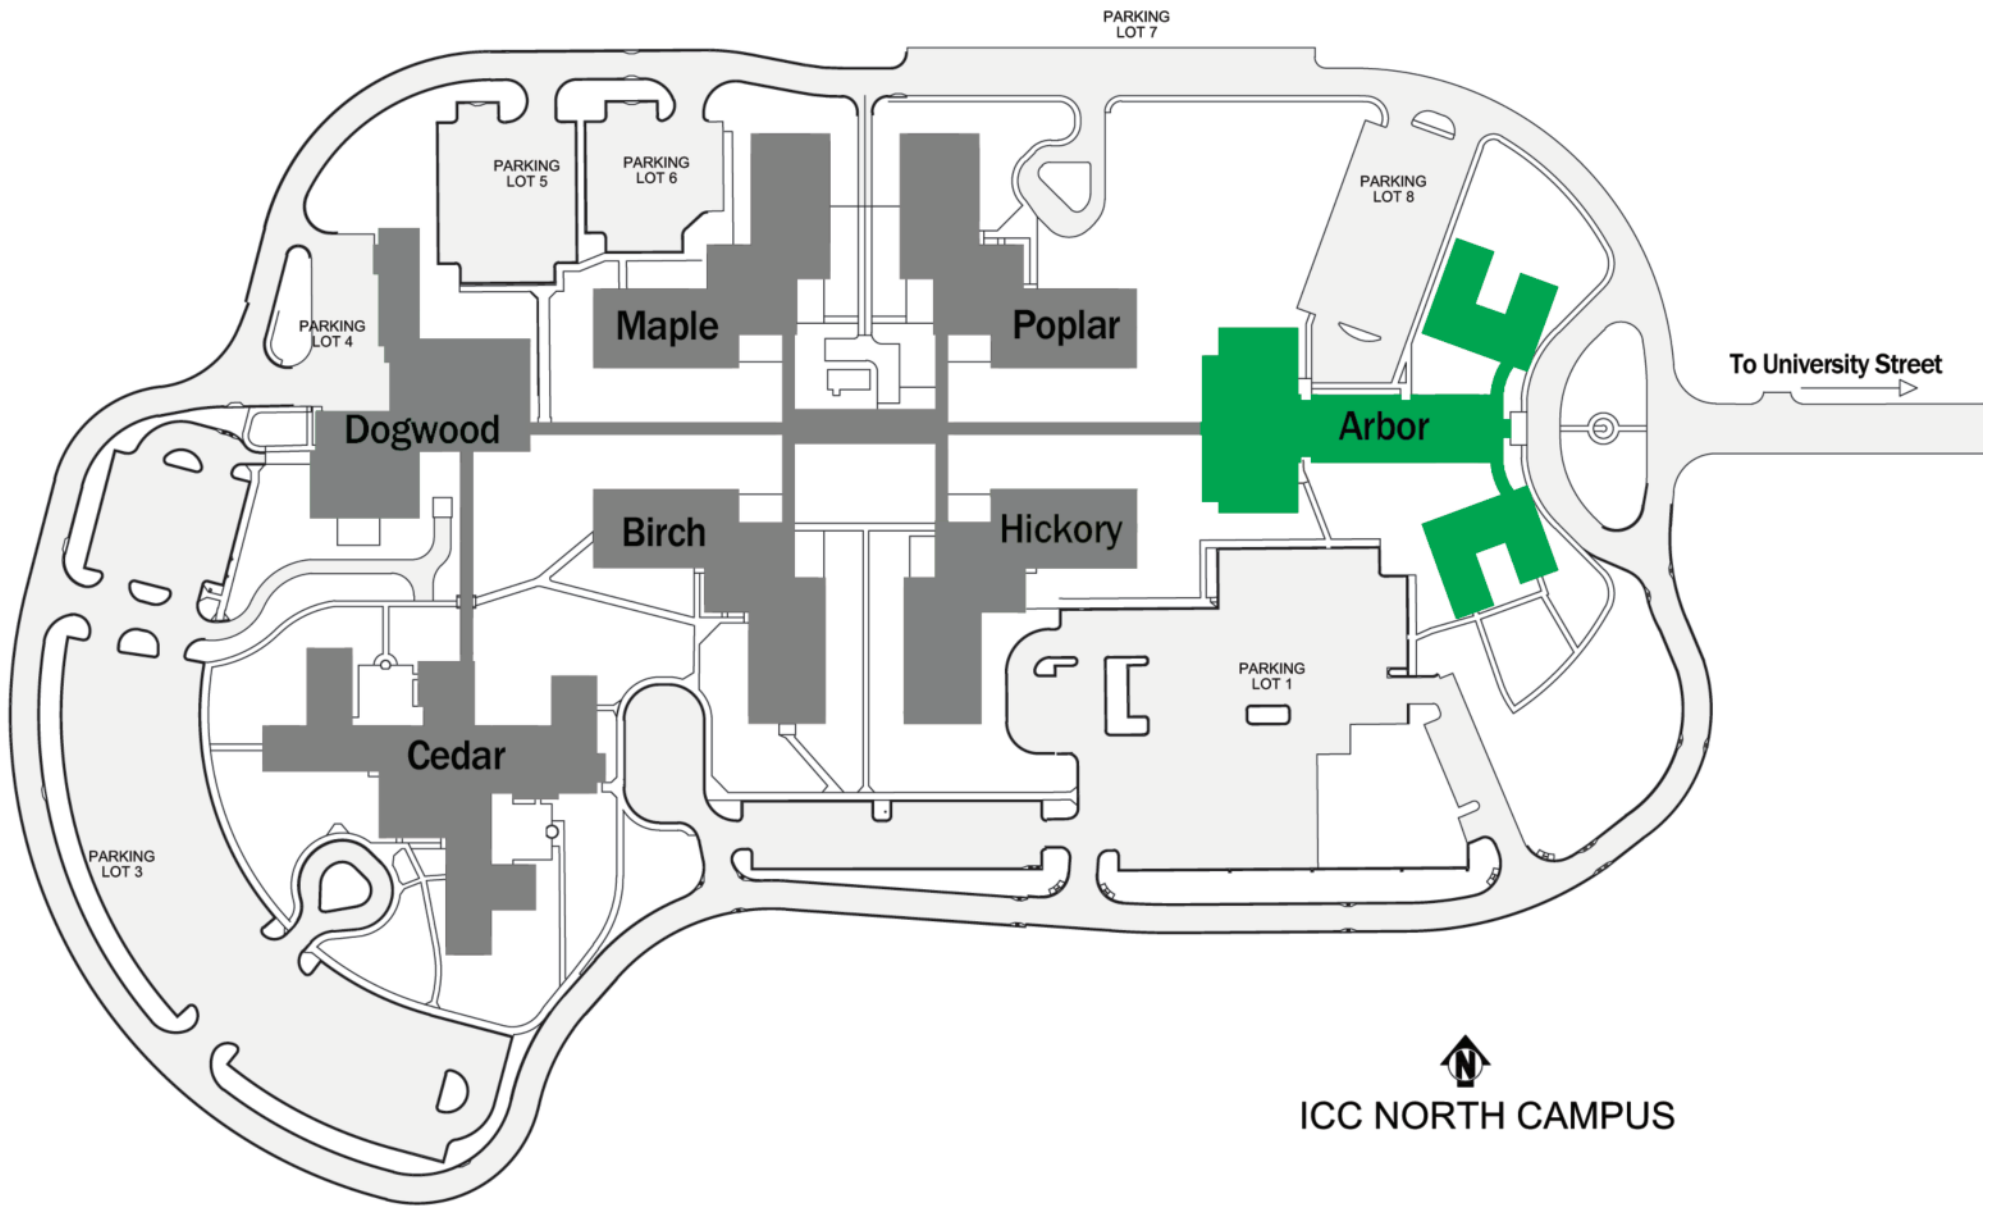 PARKING
LOT 7
PARKING
LOT 5
PARKING
LOT 6
PARKING
LOT 8
Maple
Poplar
PARKING
LOT 4
To University Street
Dogwood
Arbor
Birch
Hickory
PARKING
LOT 1
Cedar
PARKING
LOT 3
N
ICC NORTH CAMPUS